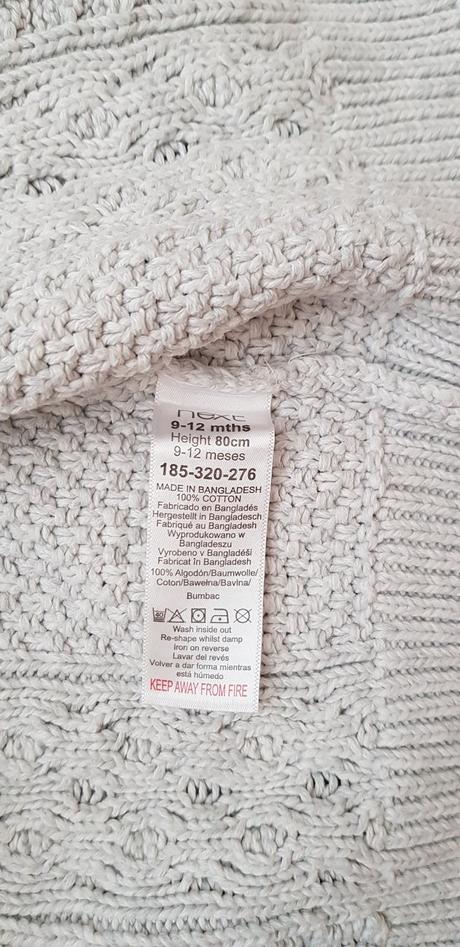 next
9-12 mths
Height 80cm
9-12 meses
185-320-276
MADE IN BANGLADESH
100% COTTON
Fabricado en Bangladés
Hergestellt in Bangladesch
Fabriqué au Bangladesh
Wyprodukowano w
Bangladeszu
Vyrobeno v Bangladéši
Fabricat în Bangladesh
100% Algodón/Baumwolle/
Coton/Bawełna/Bavlna/
Bumbac
40
Wash inside out
Re-shape whilst damp
Iron on reverse
Lavar del revés
Volver a dar forma mientras
está húmedo
KEEP AWAY FROM FIRE